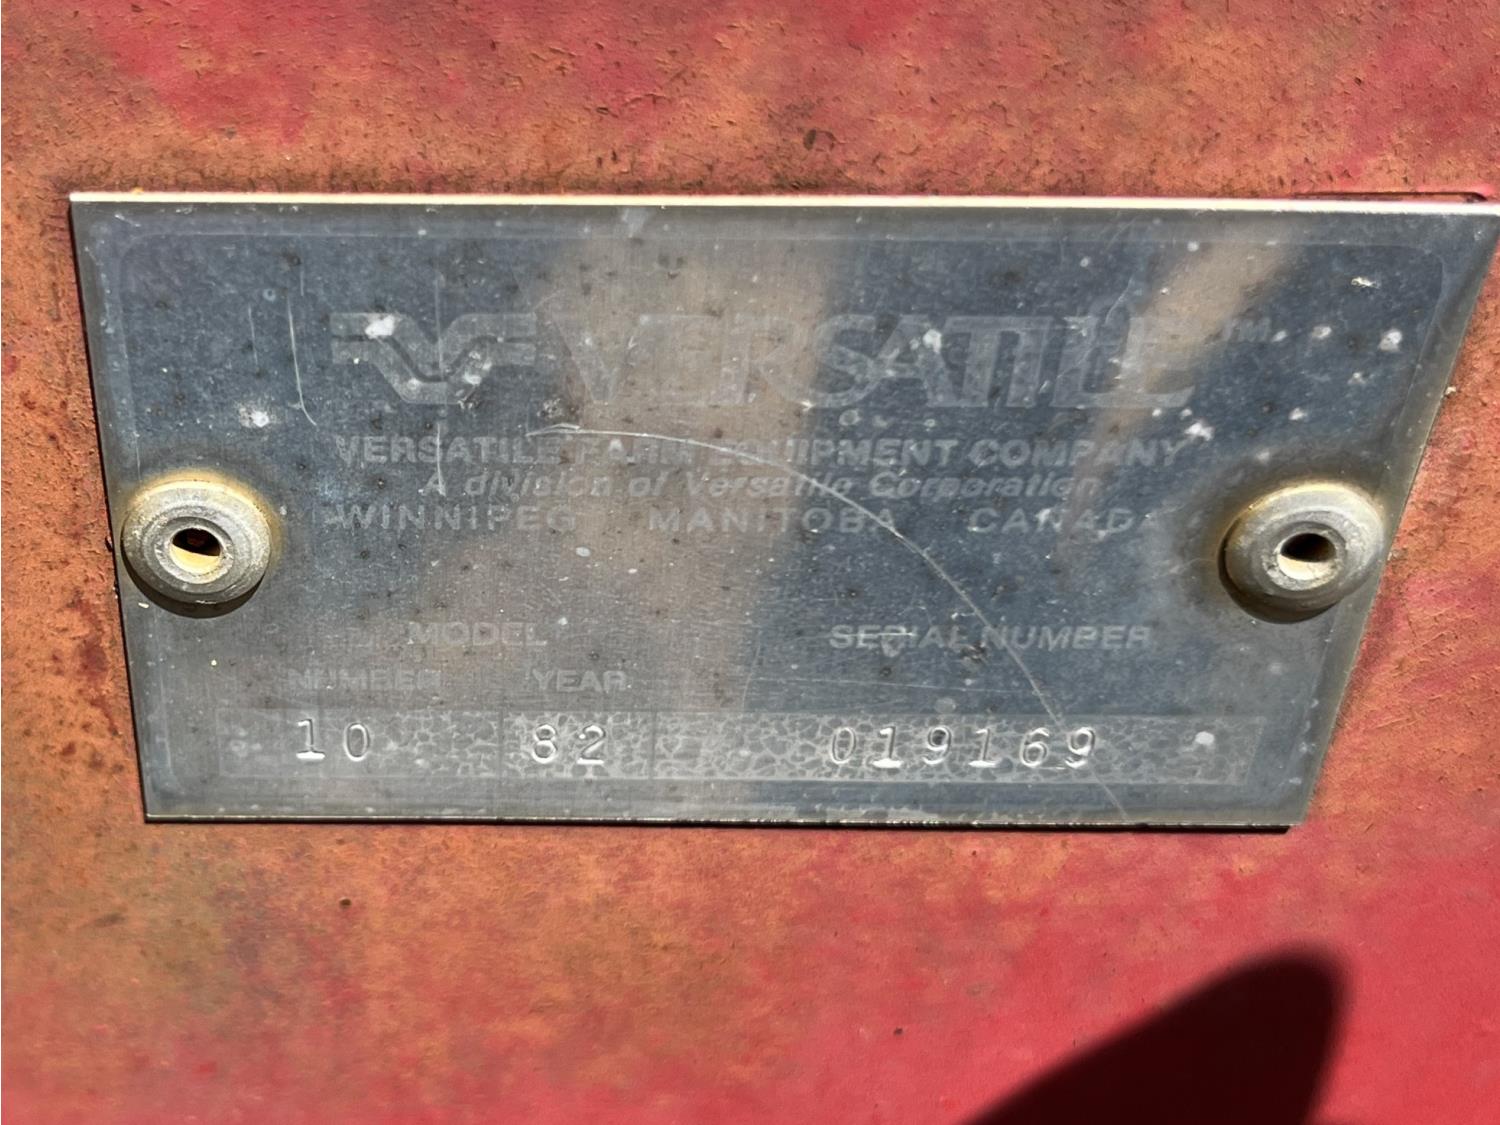 VERSATILE™
VERSATILE FARM EQUIPMENT COMPANY
A division of Versatile Corporation
WINNIPEG MANITOBA CANADA
MODEL SERIAL NUMBER
NUMBER YEAR
10 82 019169